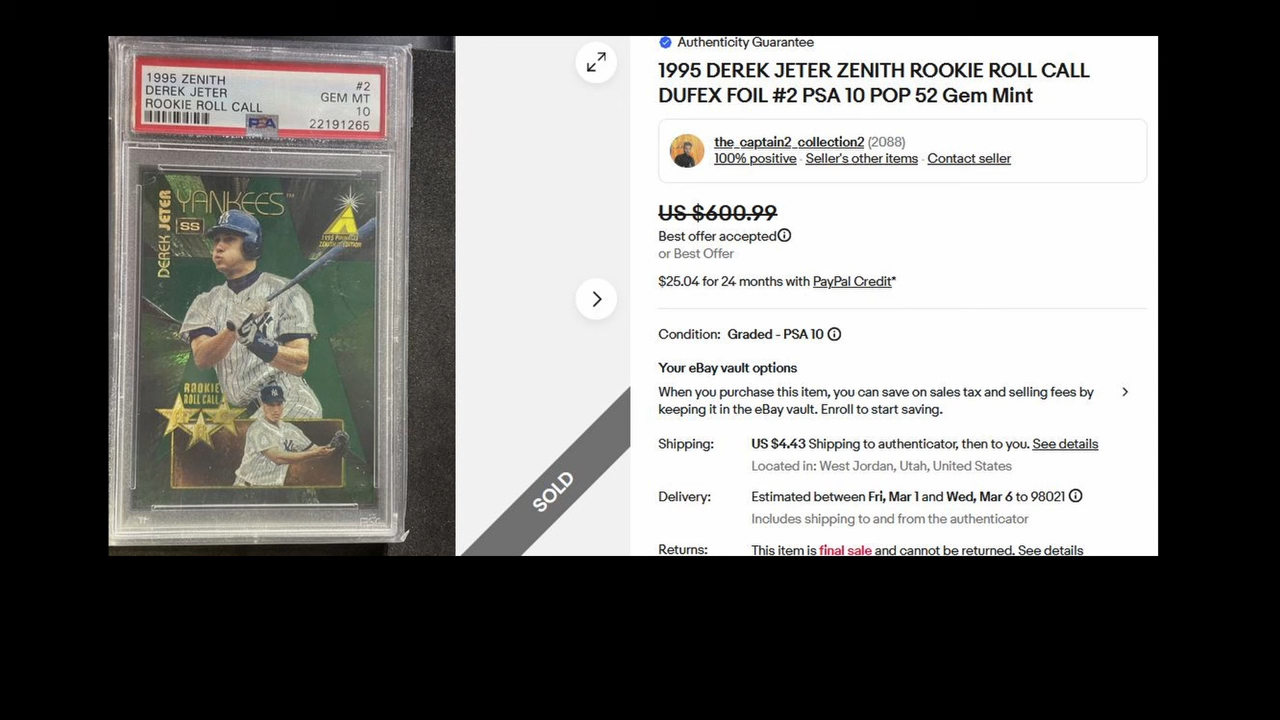 1995 ZENITH
DEREK JETER
ROOKIE ROLL CALL
#2
GEM MT
10
22191265
PSA
YANKEES™
DEREK JETER
SS
1995 PINNACLE
ZENITH EDITION
ROOKIE
ROLL CALL
SOLD
Authenticity Guarantee
1995 DEREK JETER ZENITH ROOKIE ROLL CALL
DUFEX FOIL #2 PSA 10 POP 52 Gem Mint
the_captain2_collection2 (2088)
100% positive · Seller's other items · Contact seller
US $600.99
Best offer accepted
or Best Offer
$25.04 for 24 months with PayPal Credit*
Condition: Graded - PSA 10
Your eBay vault options
When you purchase this item, you can save on sales tax and selling fees by
keeping it in the eBay vault. Enroll to start saving.
Shipping: US $4.43 Shipping to authenticator, then to you. See details
Located in: West Jordan, Utah, United States
Delivery: Estimated between Fri, Mar 1 and Wed, Mar 6 to 98021
Includes shipping to and from the authenticator
Returns: This item is final sale and cannot be returned. See details